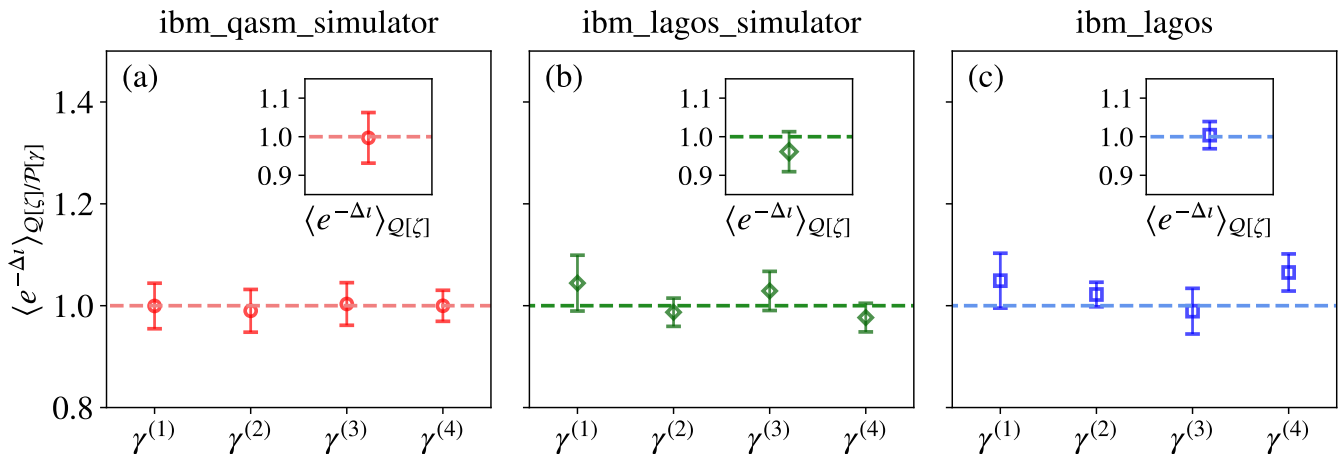 ibm_qasm_simulator
ibm_lagos_simulator
ibm_lagos
⟨e^{-Δι}⟩_{Q[ζ]/P[γ]}
1.4
1.2
1.0
0.8
(a)
1.1
1.0
0.9
⟨e^{-Δι}⟩_{Q[ζ]}
γ^{(1)} γ^{(2)} γ^{(3)} γ^{(4)}
(b)
1.1
1.0
0.9
⟨e^{-Δι}⟩_{Q[ζ]}
γ^{(1)} γ^{(2)} γ^{(3)} γ^{(4)}
(c)
1.1
1.0
0.9
⟨e^{-Δι}⟩_{Q[ζ]}
γ^{(1)} γ^{(2)} γ^{(3)} γ^{(4)}